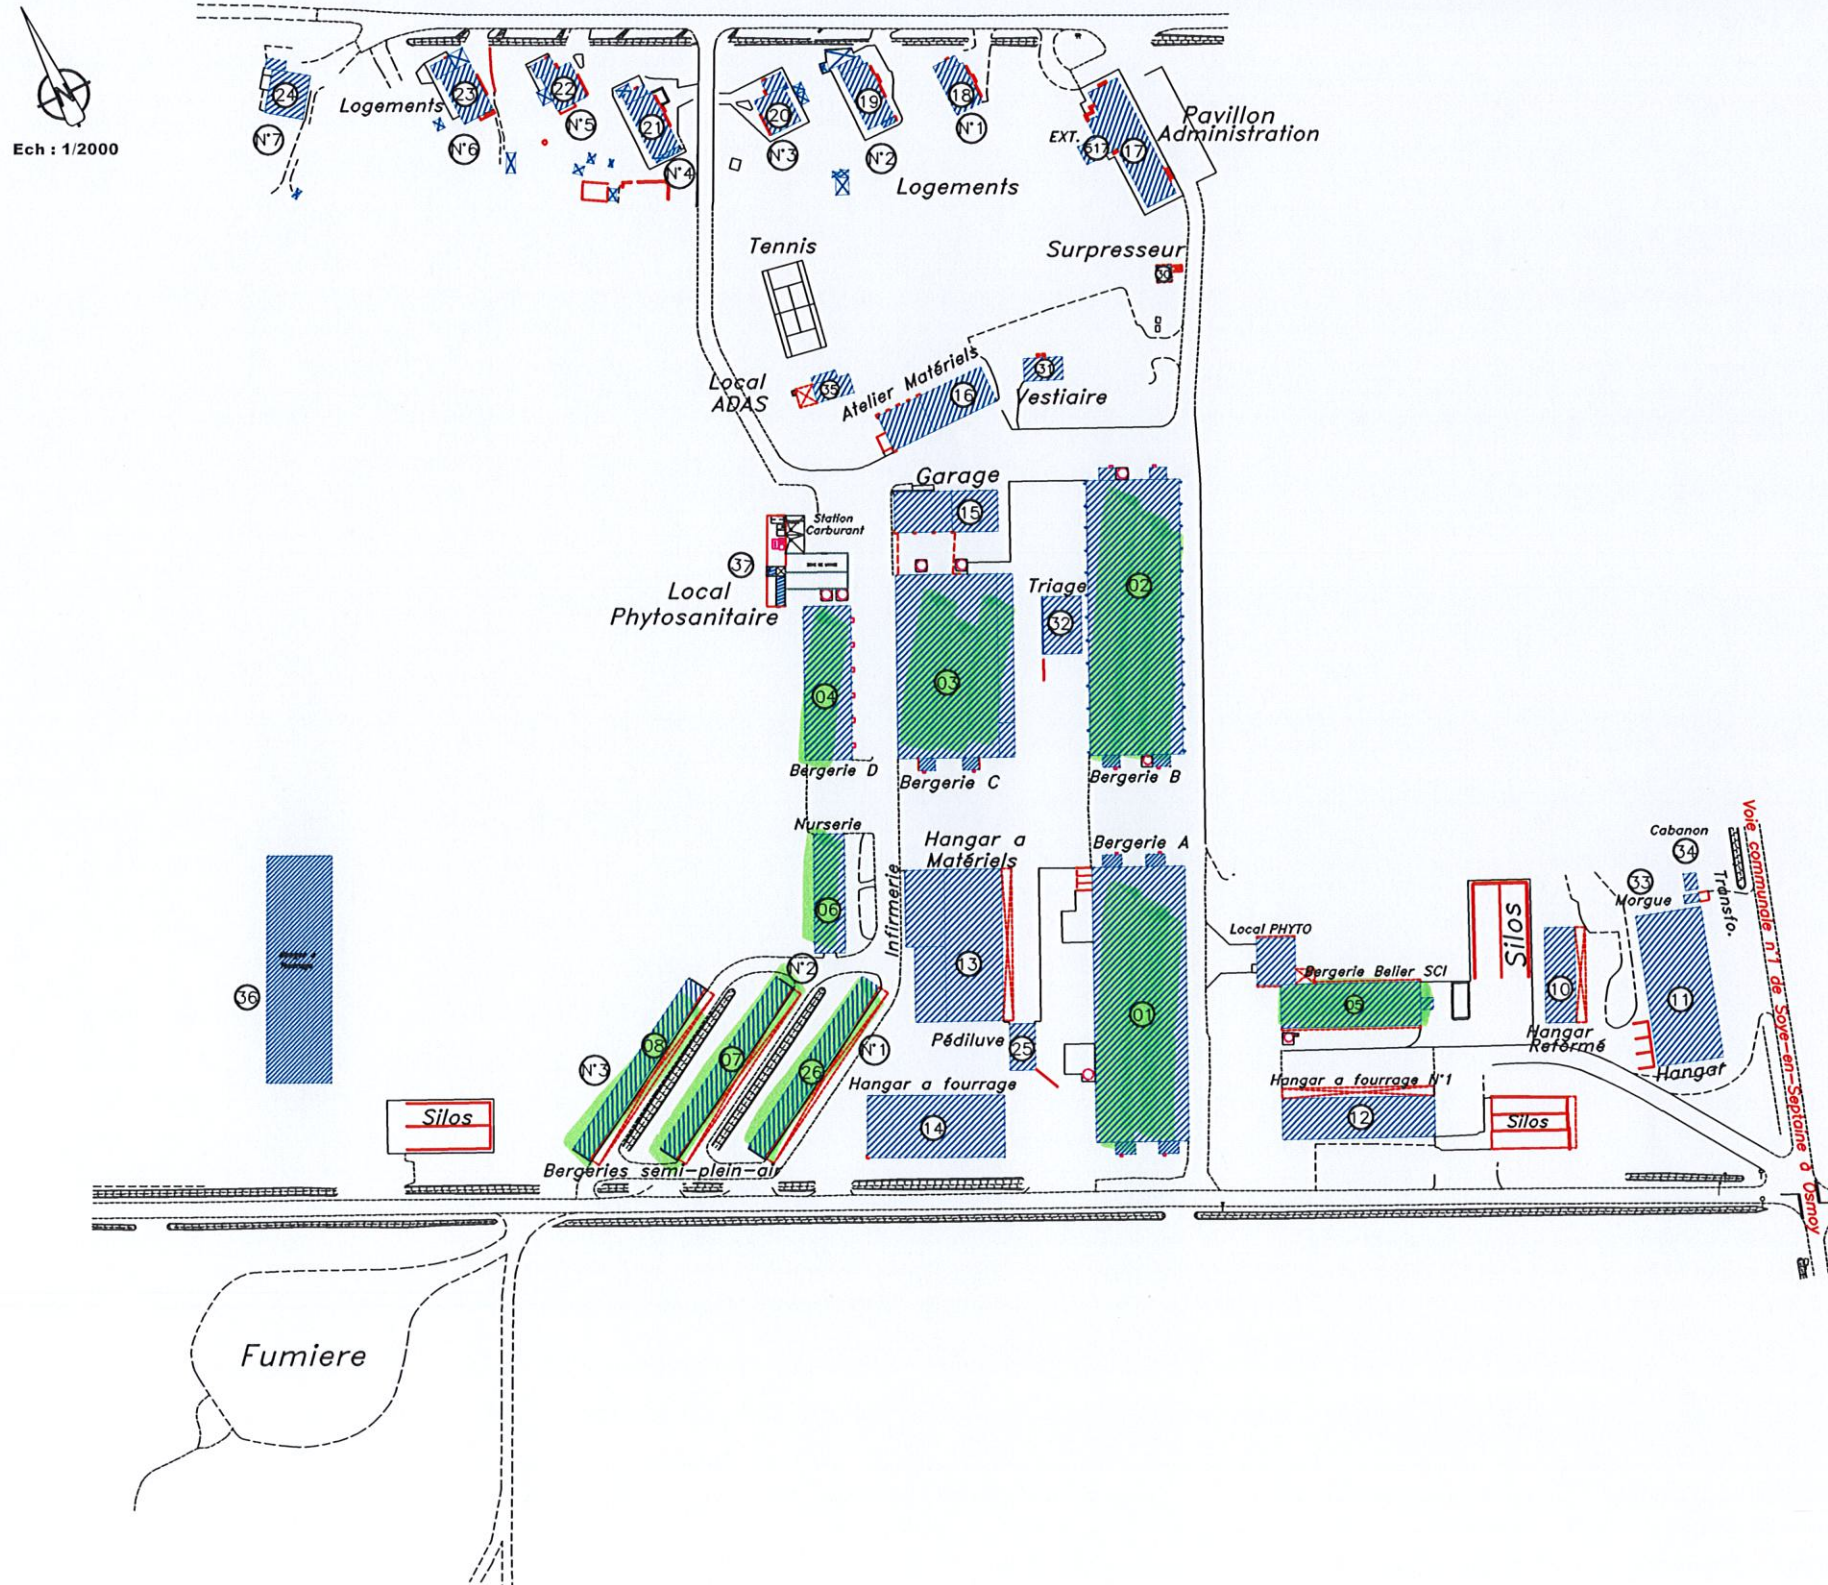 N
Ech : 1/2000
24
N°7
Logements
23
N°6
22
N°5
21
N°4
20
N°3
19
N°2
18
N°1
Logements
EXT.
517
17
Pavillon
Administration
Tennis
Surpresseur
30
Local
ADAS
35
Atelier Matériels
16
31
Vestiaire
Garage
15
Station
Carburant
37
Local
Phytosanitaire
Triage
32
02
03
04
Bergerie D
Bergerie C
Bergerie B
Nurserie
06
Infirmerie
Hangar a
Matériels
13
Bergerie A
01
Pédiluve
25
Hangar a fourrage
14
36
Silos
N°3
08
N°2
07
N°1
26
Bergeries semi-plein-air
Local PHYTO
Bergerie Belier SCI
05
Silos
10
Hangar
Reformé
Hangar a fourrage N°1
12
Silos
Cabanon
34
33
Morgue
Transfo.
11
Hangar
Voie communale n°1 de Soye-en-Septaine à Osmoy
Fumiere